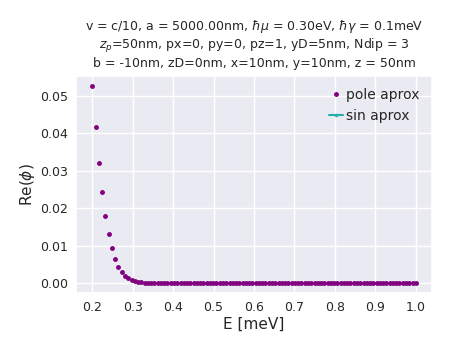 v = c/10, a = 5000.00nm, ℏμ = 0.30eV, ℏγ = 0.1meV
zₚ=50nm, px=0, py=0, pz=1, yD=5nm, Ndip = 3
b = -10nm, zD=0nm, x=10nm, y=10nm, z = 50nm
pole aprox
sin aprox
Re(ϕ)
0.05
0.04
0.03
0.02
0.01
0.00
0.2 0.3 0.4 0.5 0.6 0.7 0.8 0.9 1.0
E [meV]